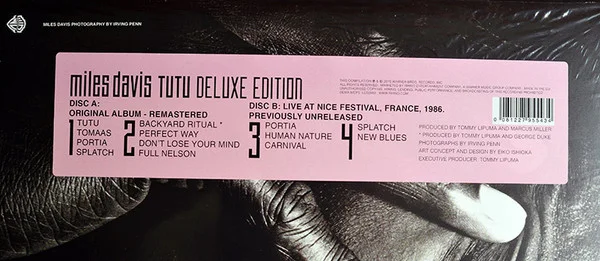 MILES DAVIS PHOTOGRAPHY BY IRVING PENN
miles davis TUTU DELUXE EDITION
DISC A:
ORIGINAL ALBUM - REMASTERED
1 TUTU
TOMAAS
PORTIA
SPLATCH
2 BACKYARD RITUAL *
PERFECT WAY
DON'T LOSE YOUR MIND
FULL NELSON
DISC B: LIVE AT NICE FESTIVAL, FRANCE, 1986.
PREVIOUSLY UNRELEASED
3 PORTIA
HUMAN NATURE
CARNIVAL
4 SPLATCH
NEW BLUES
PRODUCED BY TOMMY LIPUMA AND MARCUS MILLER
* PRODUCED BY TOMMY LIPUMA AND GEORGE DUKE
PHOTOGRAPHS BY IRVING PENN
ART CONCEPT AND DESIGN BY EIKO ISHIOKA
EXECUTIVE PRODUCER, TOMMY LIPUMA